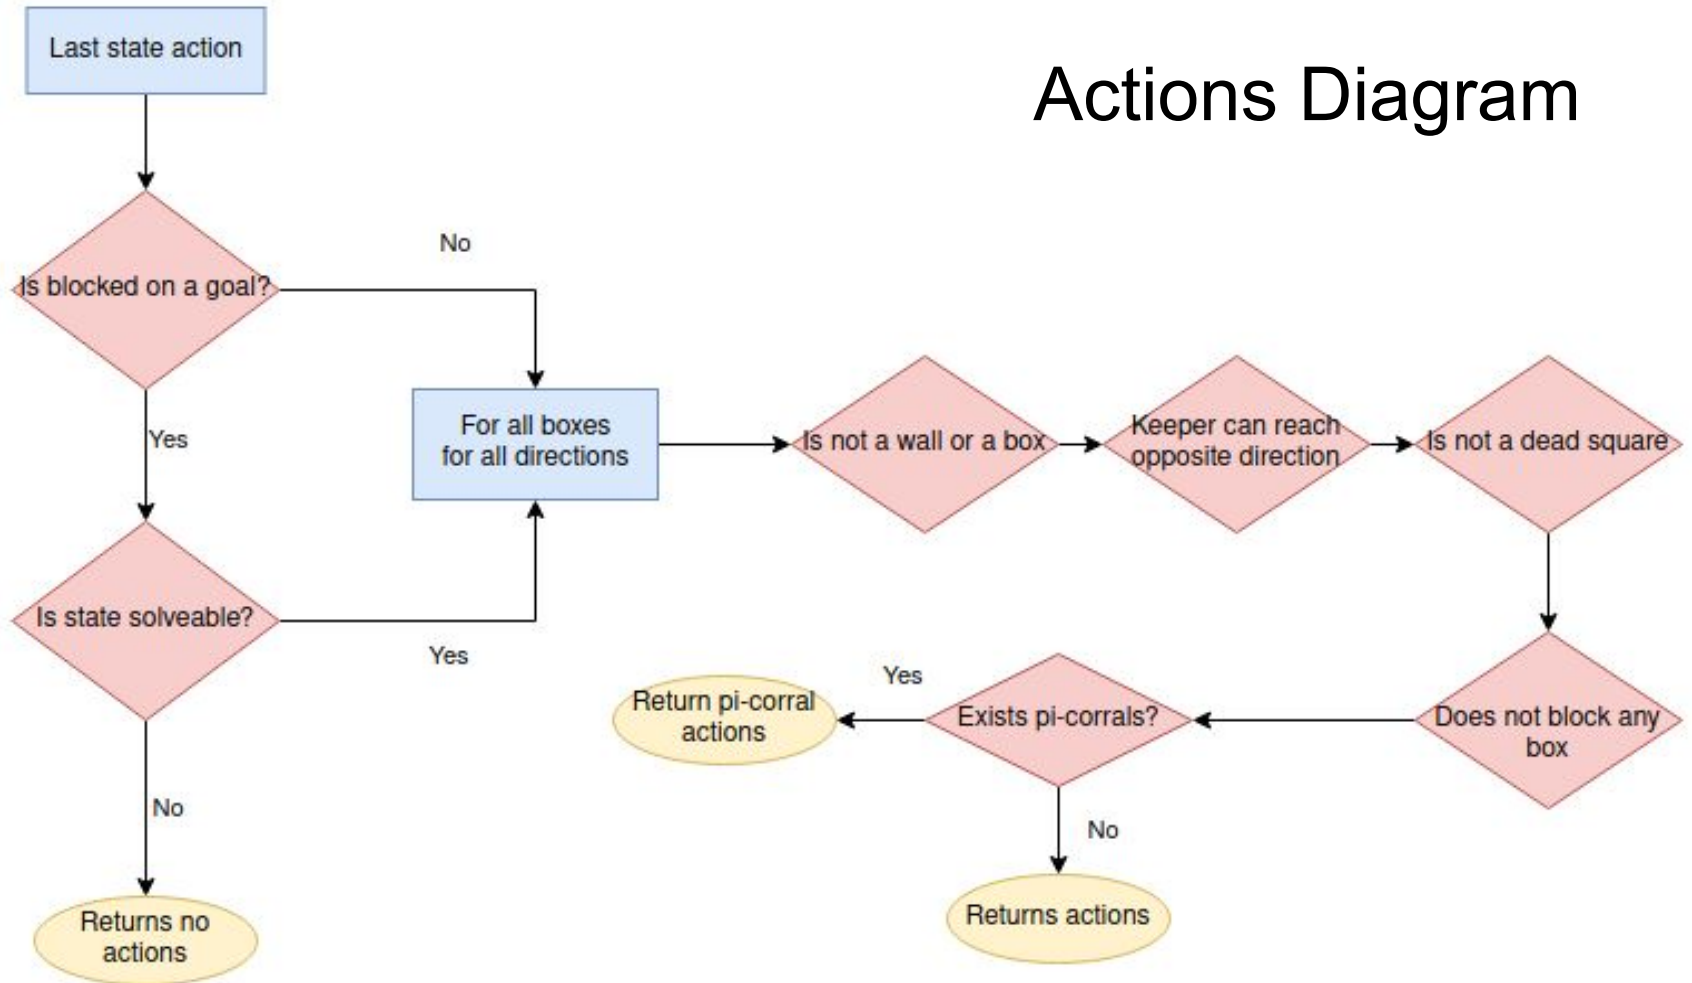 Last state action
Actions Diagram
No
Is blocked on a goal?
Yes
For all boxes
for all directions
Is not a wall or a box
Keeper can reach
opposite direction
Is not a dead square
Is state solveable?
Yes
Return pi-corral
actions
Yes
Exists pi-corrals?
Does not block any
box
No
No
Returns no
actions
Returns actions